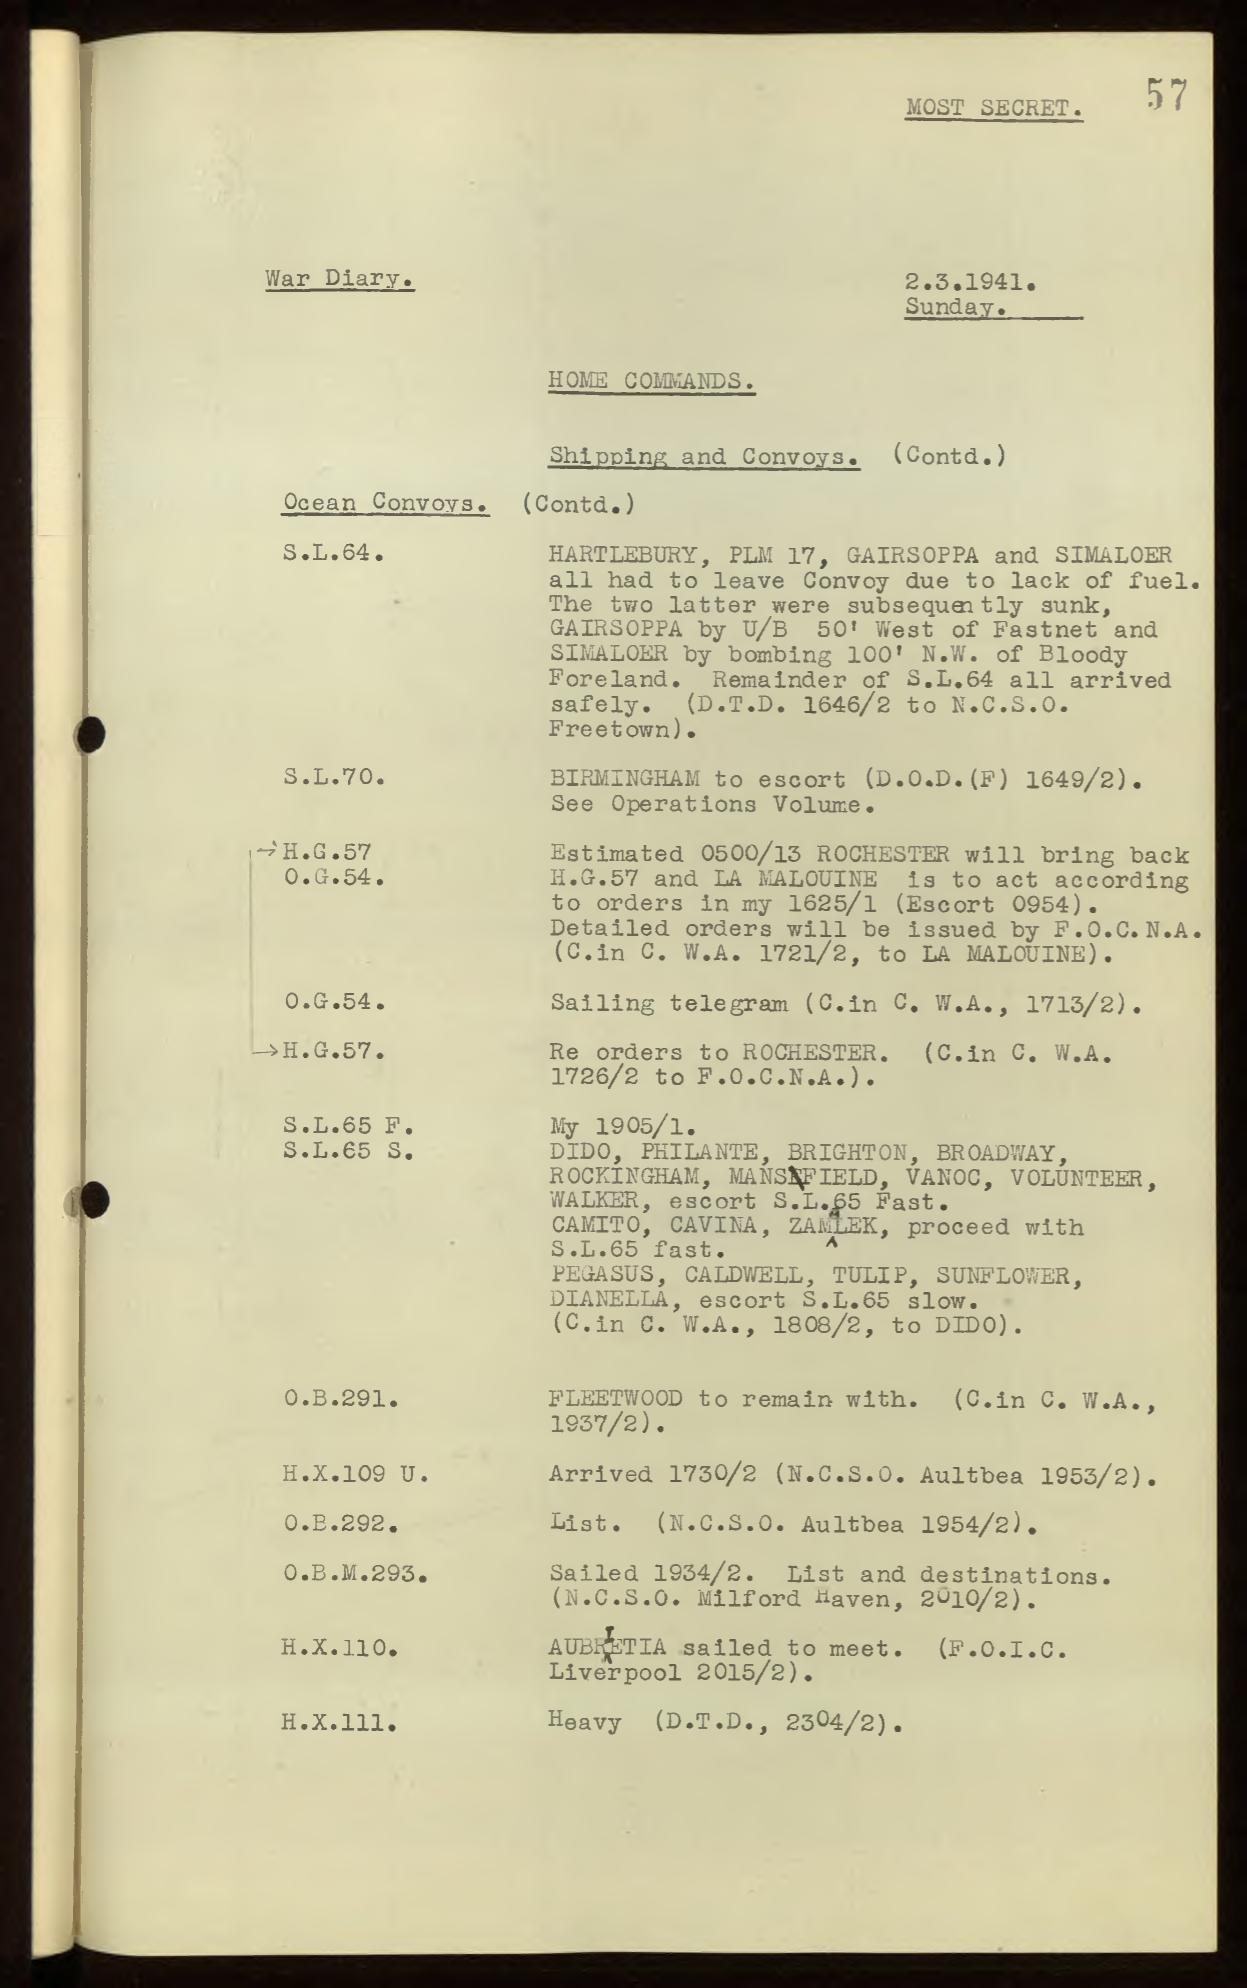 57
MOST SECRET.
War Diary.
2.3.1941.
Sunday.
HOME COMMANDS.
Shipping and Convoys. (Contd.)
Ocean Convoys. (Contd.)
S.L.64. HARTLEBURY, PLM 17, GAIRSOPPA and SIMALOER
all had to leave Convoy due to lack of fuel.
The two latter were subsequently sunk,
GAIRSOPPA by U/B 50' West of Fastnet and
SIMALOER by bombing 100' N.W. of Bloody
Foreland. Remainder of S.L.64 all arrived
safely. (D.T.D. 1646/2 to N.C.S.O.
Freetown).
S.L.70. BIRMINGHAM to escort (D.O.D.(F) 1649/2).
See Operations Volume.
→H.G.57 Estimated 0500/13 ROCHESTER will bring back
O.G.54. H.G.57 and LA MALOUINE is to act according
to orders in my 1625/1 (Escort 0954).
Detailed orders will be issued by F.O.C.N.A.
(C.in C. W.A. 1721/2, to LA MALOUINE).
O.G.54. Sailing telegram (C.in C. W.A., 1713/2).
→H.G.57. Re orders to ROCHESTER. (C.in C. W.A.
1726/2 to F.O.C.N.A.).
S.L.65 F. My 1905/1.
S.L.65 S. DIDO, PHILANTE, BRIGHTON, BROADWAY,
ROCKINGHAM, MANSFIELD, VANOC, VOLUNTEER,
WALKER, escort S.L.65 Fast.
CAMITO, CAVINA, ZAMALEK, proceed with
S.L.65 fast.
PEGASUS, CALDWELL, TULIP, SUNFLOWER,
DIANELLA, escort S.L.65 slow.
(C.in C. W.A., 1808/2, to DIDO).
O.B.291. FLEETWOOD to remain with. (C.in C. W.A.,
1937/2).
H.X.109 U. Arrived 1730/2 (N.C.S.O. Aultbea 1953/2).
O.B.292. List. (N.C.S.O. Aultbea 1954/2).
O.B.M.293. Sailed 1934/2. List and destinations.
(N.C.S.O. Milford Haven, 2010/2).
H.X.110. AUBRIETIA sailed to meet. (F.O.I.C.
Liverpool 2015/2).
H.X.111. Heavy (D.T.D., 2304/2).